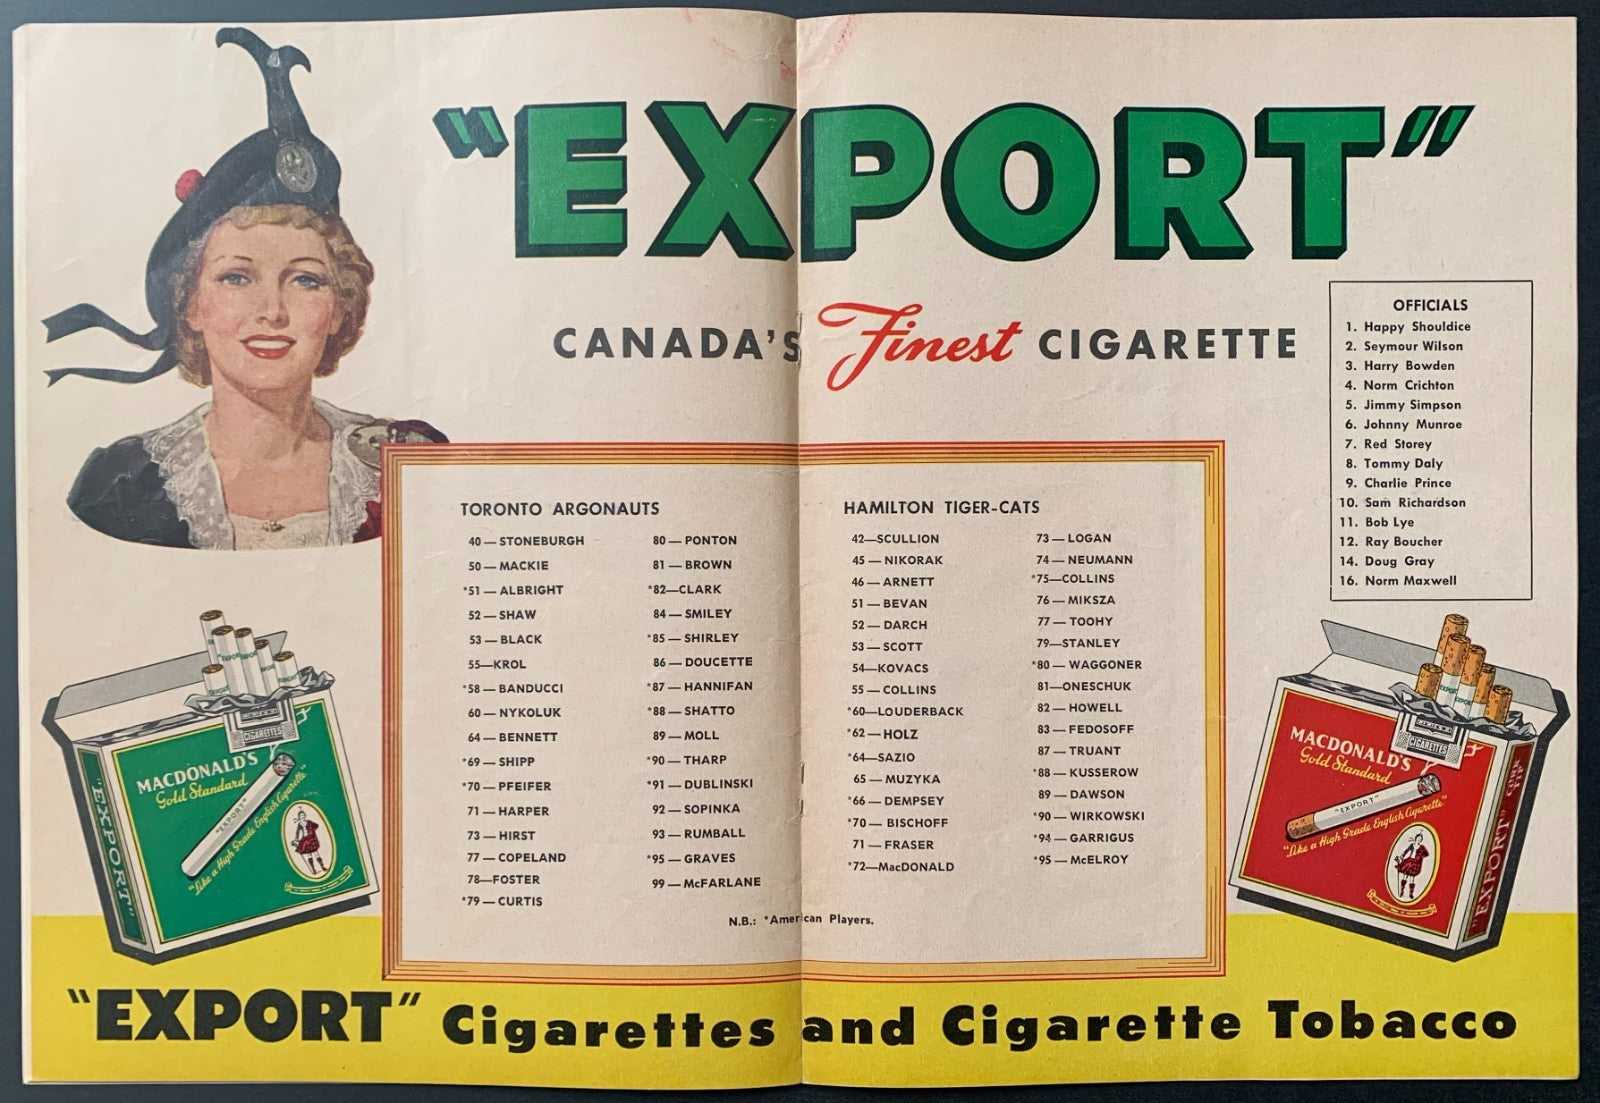 "EXPORT"
CANADA'S Finest CIGARETTE
OFFICIALS
1. Happy Shouldice
2. Seymour Wilson
3. Harry Bowden
4. Norm Crichton
5. Jimmy Simpson
6. Johnny Munroe
7. Red Storey
8. Tommy Daly
9. Charlie Prince
10. Sam Richardson
11. Bob Lye
12. Ray Boucher
14. Doug Gray
16. Norm Maxwell
TORONTO ARGONAUTS
40 — STONEBURGH
50 — MACKIE
*51 — ALBRIGHT
52 — SHAW
53 — BLACK
55—KROL
*58 — BANDUCCI
60 — NYKOLUK
64 — BENNETT
*69 — SHIPP
*70 — PFEIFER
71 — HARPER
73 — HIRST
77 — COPELAND
78—FOSTER
*79 — CURTIS
80 — PONTON
81 — BROWN
*82—CLARK
84 — SMILEY
*85 — SHIRLEY
86 — DOUCETTE
*87 — HANNIFAN
*88 — SHATTO
89 — MOLL
*90 — THARP
*91 — DUBLINSKI
92 — SOPINKA
93 — RUMBALL
*95 — GRAVES
99 — McFARLANE
HAMILTON TIGER-CATS
42—SCULLION
45 — NIKORAK
46 — ARNETT
51 — BEVAN
52 — DARCH
53 — SCOTT
54—KOVACS
55 — COLLINS
*60—LOUDERBACK
*62 — HOLZ
*64—SAZIO
65 — MUZYKA
*66 — DEMPSEY
*70 — BISCHOFF
71 — FRASER
*72—MacDONALD
73 — LOGAN
74 — NEUMANN
*75—COLLINS
76 — MIKSZA
77 — TOOHY
79—STANLEY
*80 — WAGGONER
81—ONESCHUK
82 — HOWELL
83 — FEDOSOFF
87 — TRUANT
*88 — KUSSEROW
89 — DAWSON
*90 — WIRKOWSKI
*94 — GARRIGUS
*95 — McELROY
N.B.: *American Players.
CIGARETTES
MACDONALD'S
Gold Standard
"EXPORT"
"Like a High Grade English Cigarette"
"EXPORT"
CIGARETTES
MACDONALD'S
Gold Standard
"EXPORT"
"Like a High Grade English Cigarette"
"EXPORT" CORK TIP
"EXPORT" Cigarettes and Cigarette Tobacco